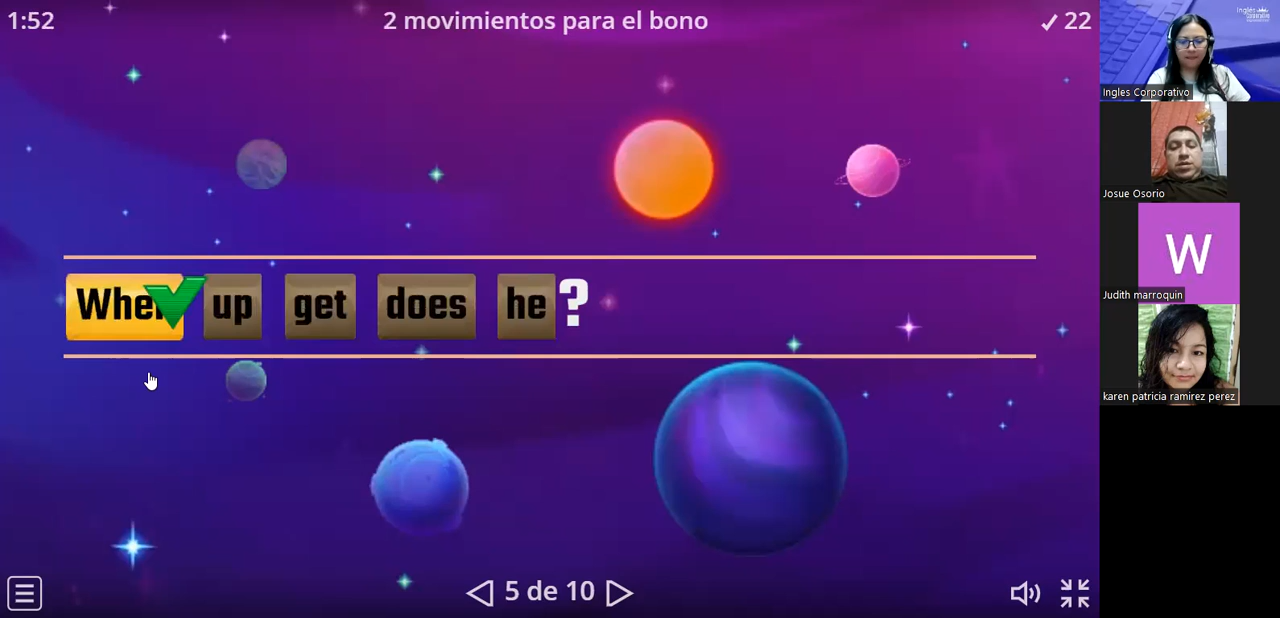 1:52
2 movimientos para el bono
22
up get does he ?
5 de 10
Ingles Corporativo
Josue Osorio
W
Judith marroquin
karen patricia ramirez perez